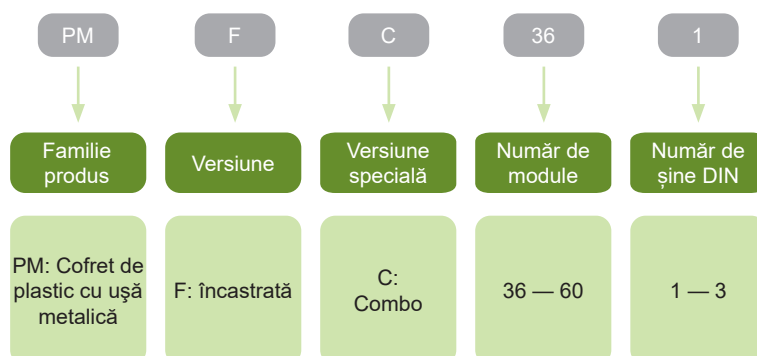 PM F C 36 1
Familie produs
Versiune
Versiune specială
Număr de module
Număr de șine DIN
PM: Cofret de plastic cu uşă metalică
F: încastrată
C: Combo
36 — 60
1 — 3